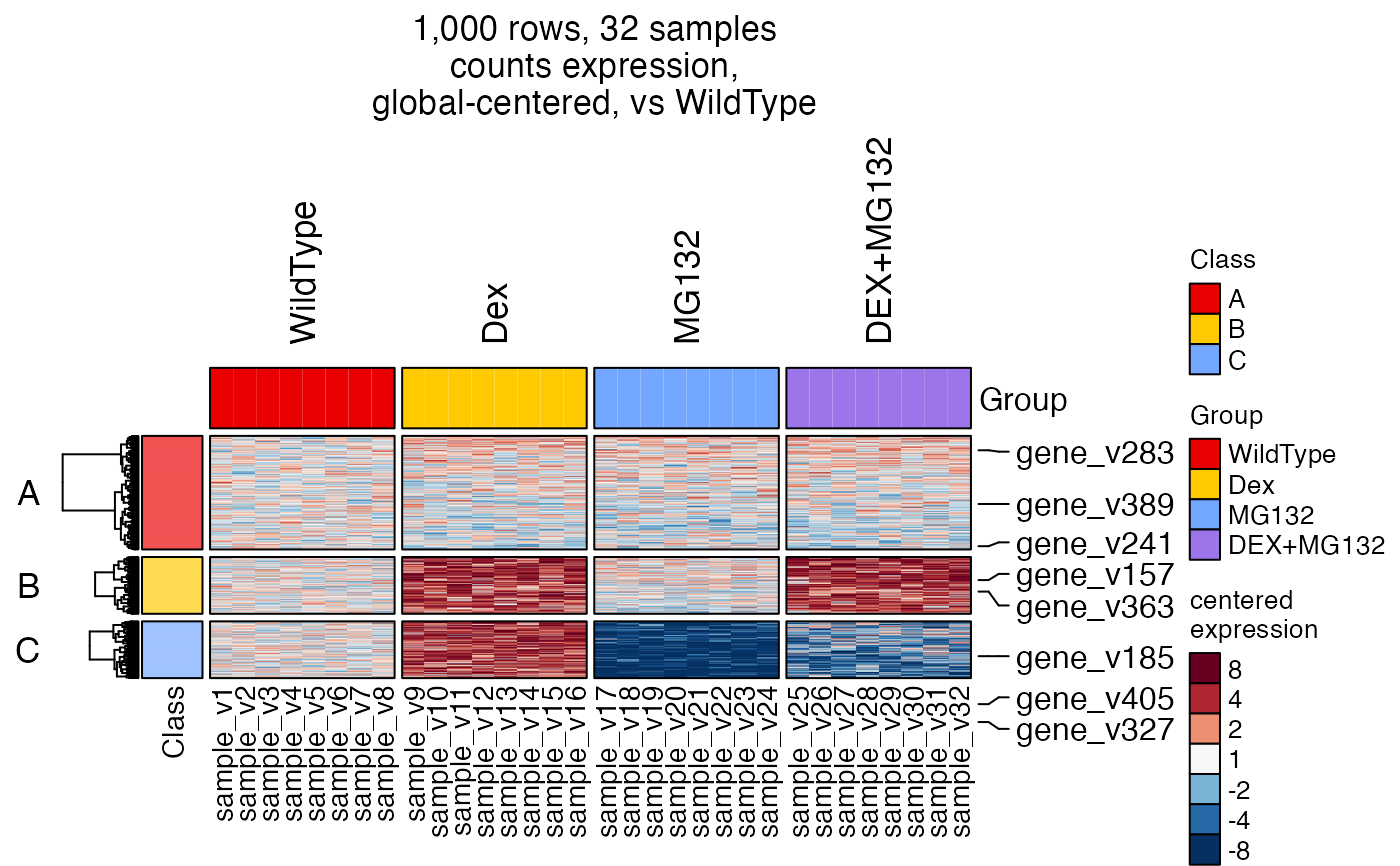 1,000 rows, 32 samples
counts expression,
global-centered, vs WildType
WildType
Dex
MG132
DEX+MG132
Group
A
B
C
Class
gene_v283
gene_v389
gene_v241
gene_v157
gene_v363
gene_v185
gene_v405
gene_v327
sample_v1
sample_v2
sample_v3
sample_v4
sample_v5
sample_v6
sample_v7
sample_v8
sample_v9
sample_v10
sample_v11
sample_v12
sample_v13
sample_v14
sample_v15
sample_v16
sample_v17
sample_v18
sample_v19
sample_v20
sample_v21
sample_v22
sample_v23
sample_v24
sample_v25
sample_v26
sample_v27
sample_v28
sample_v29
sample_v30
sample_v31
sample_v32
Class
A
B
C
Group
WildType
Dex
MG132
DEX+MG132
centered
expression
8
4
2
1
-2
-4
-8